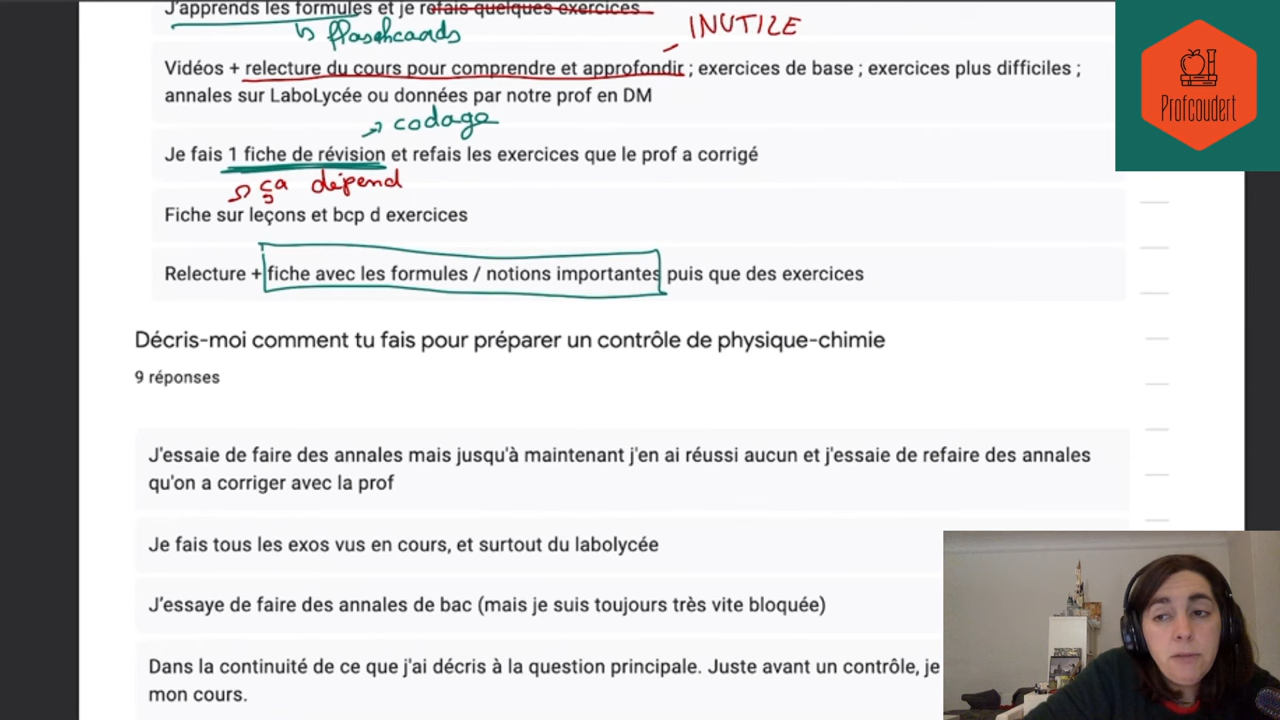 J'apprends les formules et je refais quelques exercices
↳ flashcards
INUTILE
Vidéos + relecture du cours pour comprendre et approfondir ; exercices de base ; exercices plus difficiles ;
annales sur LaboLycée ou données par notre prof en DM
→ codage
Je fais 1 fiche de révision et refais les exercices que le prof a corrigé
↳ ça dépend
Fiche sur leçons et bcp d exercices
Relecture + fiche avec les formules / notions importantes puis que des exercices
Décris-moi comment tu fais pour préparer un contrôle de physique-chimie
9 réponses
J'essaie de faire des annales mais jusqu'à maintenant j'en ai réussi aucun et j'essaie de refaire des annales
qu'on a corriger avec la prof
Je fais tous les exos vus en cours, et surtout du labolycée
J'essaye de faire des annales de bac (mais je suis toujours très vite bloquée)
Dans la continuité de ce que j'ai décris à la question principale. Juste avant un contrôle, je
mon cours.
Profcoudert